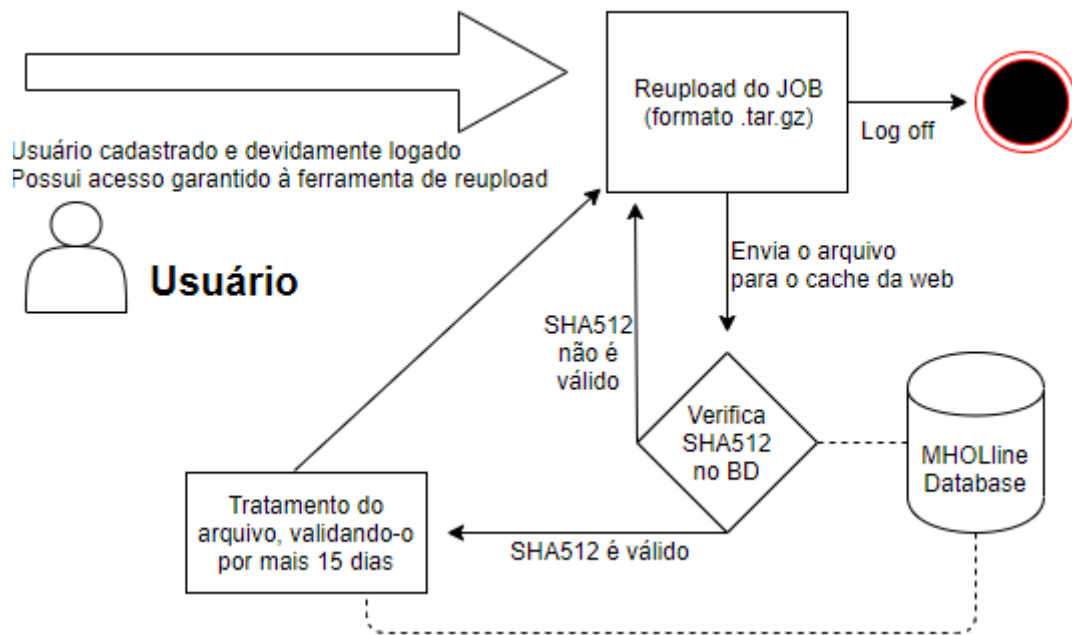 Reupload do JOB
(formato .tar.gz)
Log off
Usuário cadastrado e devidamente logado
Possui acesso garantido à ferramenta de reupload
Usuário
Envia o arquivo
para o cache da web
SHA512
não é
válido
Verifica
SHA512
no BD
MHOLline
Database
Tratamento do
arquivo, validando-o
por mais 15 dias
SHA512 é válido